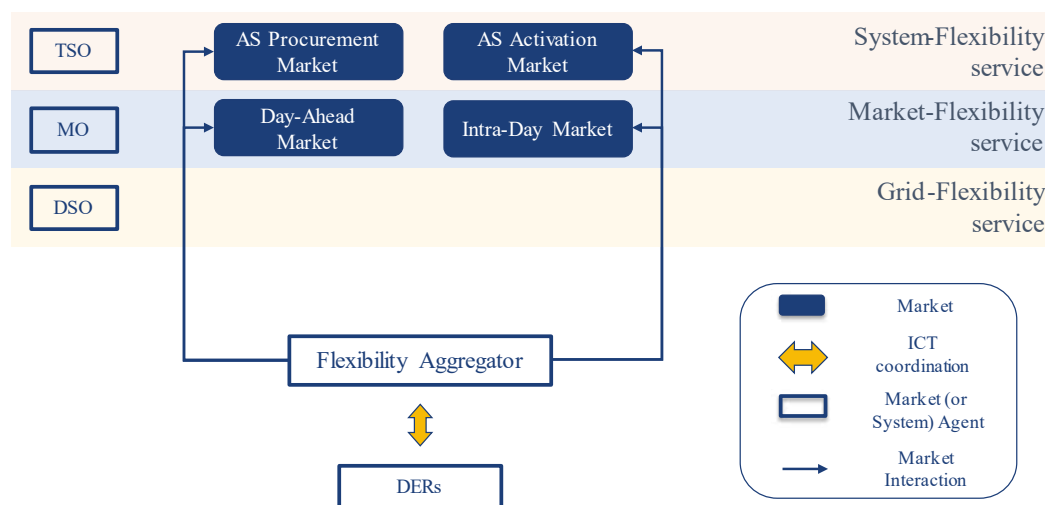 TSO
AS Procurement
Market
AS Activation
Market
System-Flexibility
service
MO
Day-Ahead
Market
Intra-Day Market
Market-Flexibility
service
DSO
Grid-Flexibility
service
Flexibility Aggregator
DERs
Market
ICT
coordination
Market (or
System) Agent
Market
Interaction